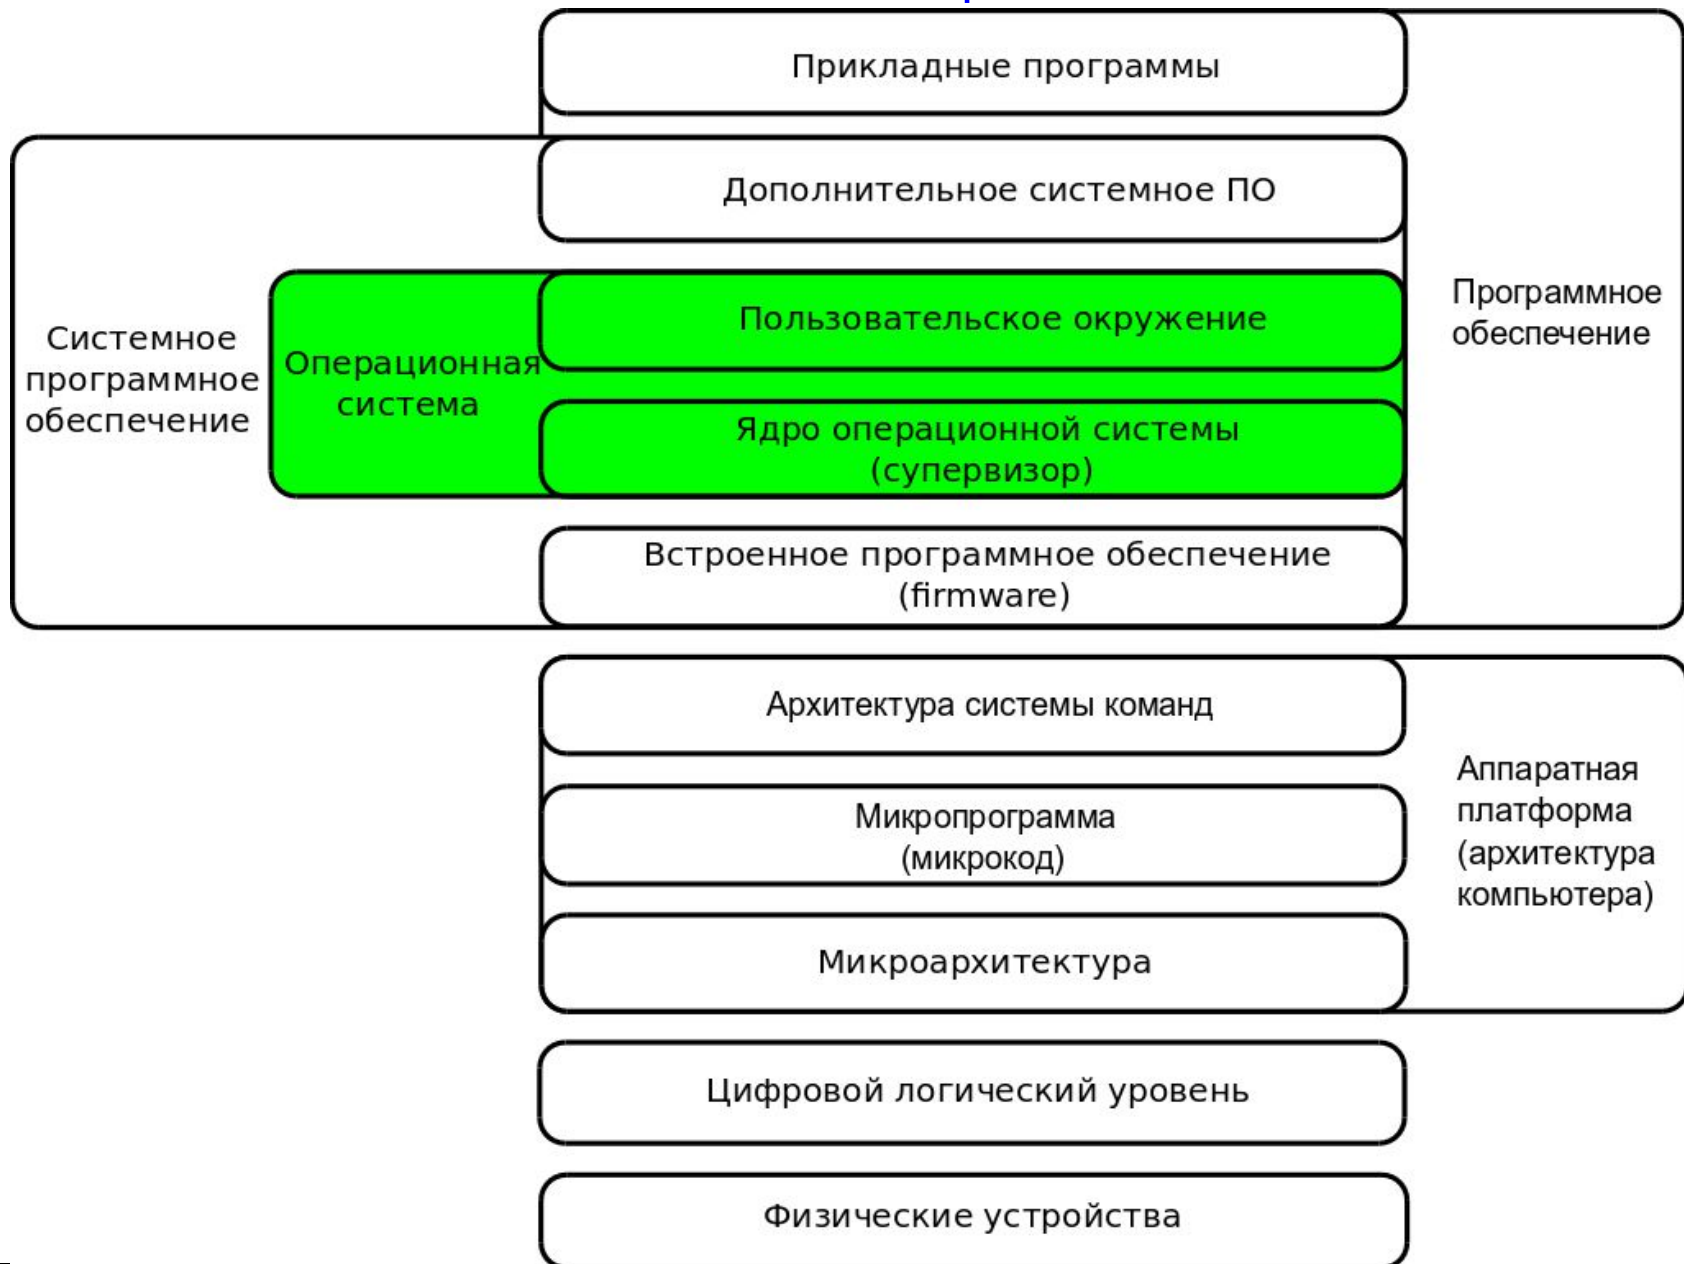 Прикладные программы
Дополнительное системное ПО
Пользовательское окружение
Программное
обеспечение
Системное
программное
обеспечение
Операционная
система
Ядро операционной системы
(супервизор)
Встроенное программное обеспечение
(firmware)
Архитектура системы команд
Микропрограмма
(микрокод)
Аппаратная
платформа
(архитектура
компьютера)
Микроархитектура
Цифровой логический уровень
Физические устройства